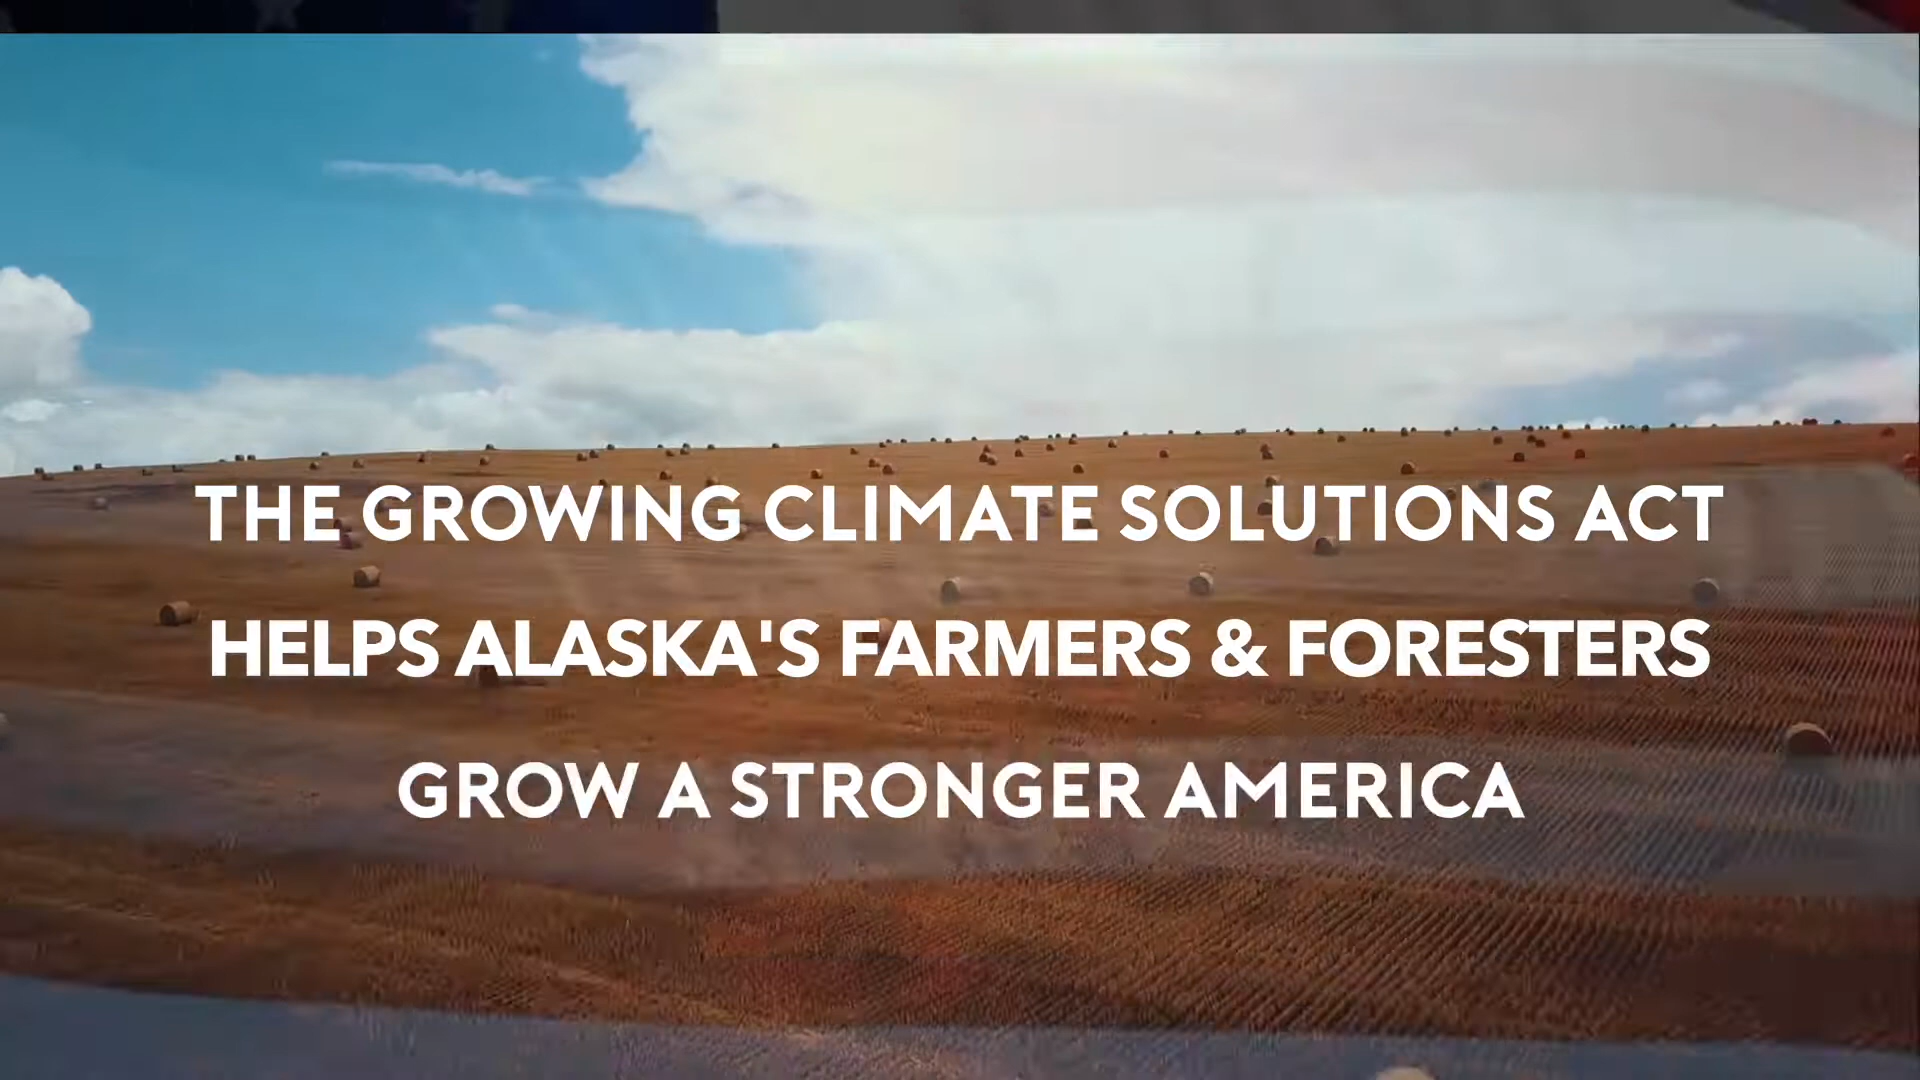 THE GROWING CLIMATE SOLUTIONS ACT
HELPS ALASKA'S FARMERS & FORESTERS
GROW A STRONGER AMERICA